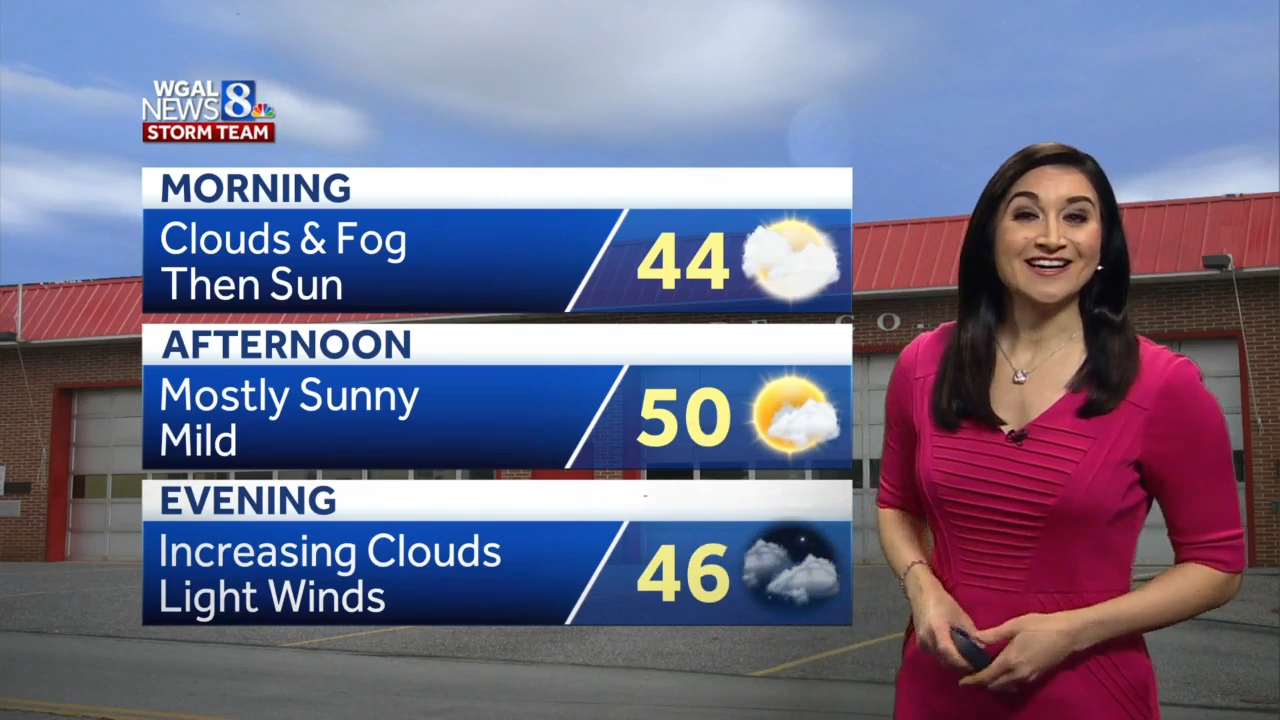 WGAL
NEWS 8
STORM TEAM
MORNING
Clouds & Fog
Then Sun
44
AFTERNOON
Mostly Sunny
Mild
50
EVENING
Increasing Clouds
Light Winds
46